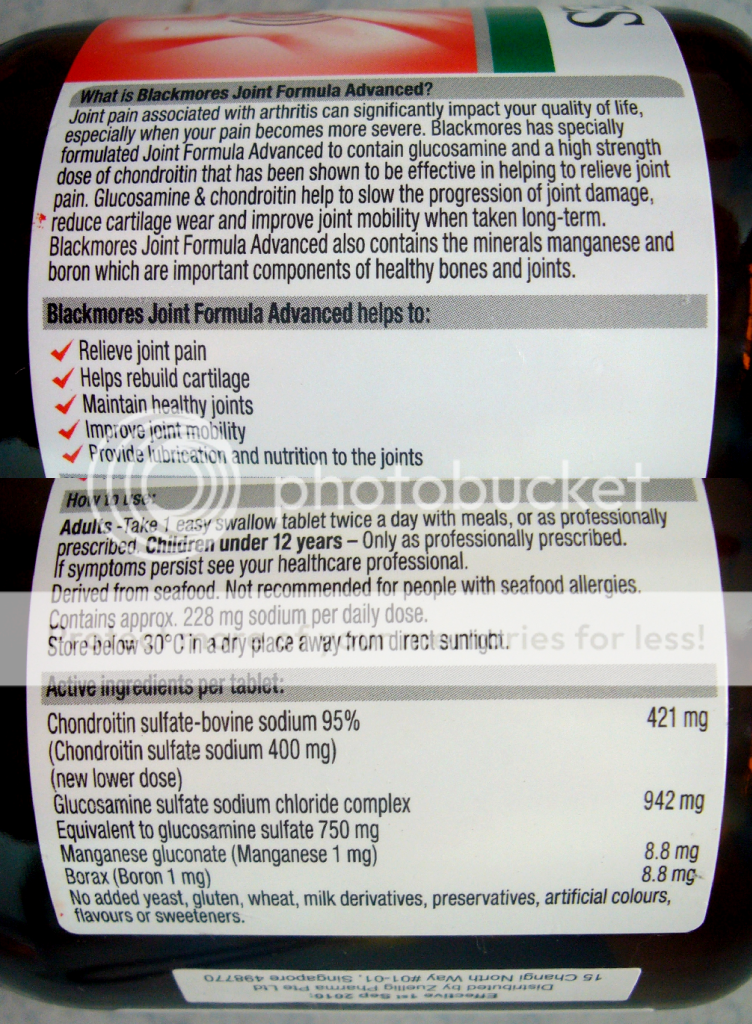 What is Blackmores Joint Formula Advanced?
Joint pain associated with arthritis can significantly impact your quality of life,
especially when your pain becomes more severe. Blackmores has specially
formulated Joint Formula Advanced to contain glucosamine and a high strength
dose of chondroitin that has been shown to be effective in helping to relieve joint
pain. Glucosamine & chondroitin help to slow the progression of joint damage,
reduce cartilage wear and improve joint mobility when taken long-term.
Blackmores Joint Formula Advanced also contains the minerals manganese and
boron which are important components of healthy bones and joints.
Blackmores Joint Formula Advanced helps to:
Relieve joint pain
Helps rebuild cartilage
Maintain healthy joints
Improve joint mobility
Provide lubrication and nutrition to the joints
photobucket
How to use:
Adults -Take 1 easy swallow tablet twice a day with meals, or as professionally
prescribed. Children under 12 years – Only as professionally prescribed.
If symptoms persist see your healthcare professional.
Derived from seafood. Not recommended for people with seafood allergies.
Contains approx. 228 mg sodium per daily dose.
Store below 30°C in a dry place away from direct sunlight.
for less!
Active ingredients per tablet:
Chondroitin sulfate-bovine sodium 95% 421 mg
(Chondroitin sulfate sodium 400 mg)
(new lower dose)
Glucosamine sulfate sodium chloride complex 942 mg
Equivalent to glucosamine sulfate 750 mg
Manganese gluconate (Manganese 1 mg) 8.8 mg
Borax (Boron 1 mg) 8.8 mg
No added yeast, gluten, wheat, milk derivatives, preservatives, artificial colours,
flavours or sweeteners.
Effective 1st Sep 2010:
Distributed by Zuellig Pharma Pte Ltd
15 Changi North Way #01-01, Singapore 498770